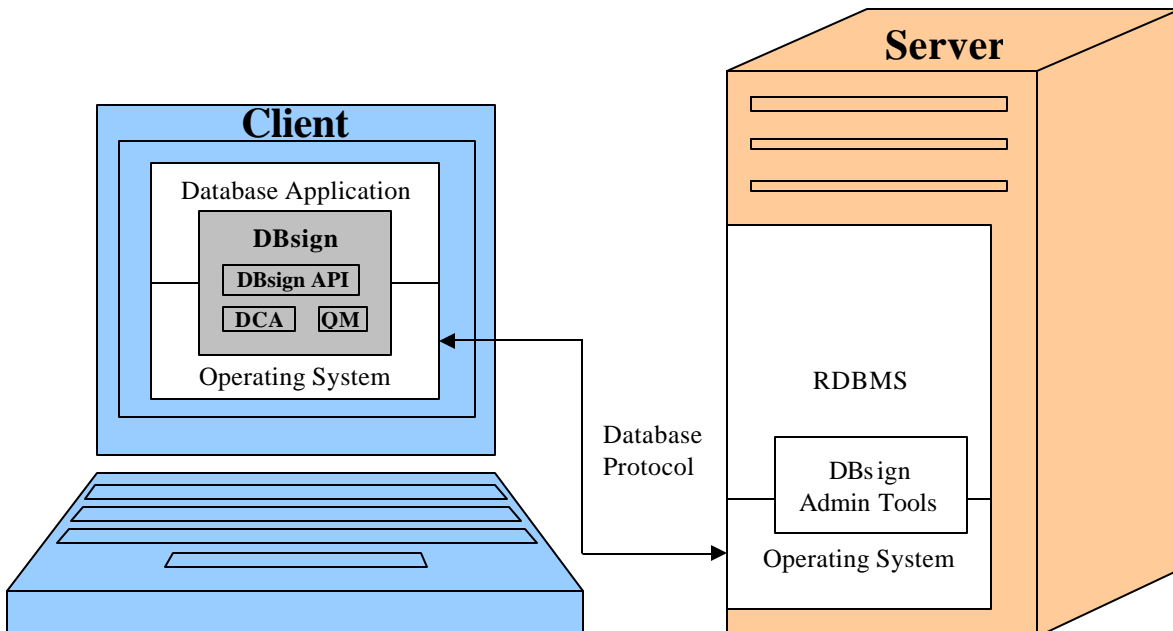 Server
Client
Database Application
DBsign
DBsign API
DCA QM
Operating System
RDBMS
Database
Protocol
DBsign
Admin Tools
Operating System